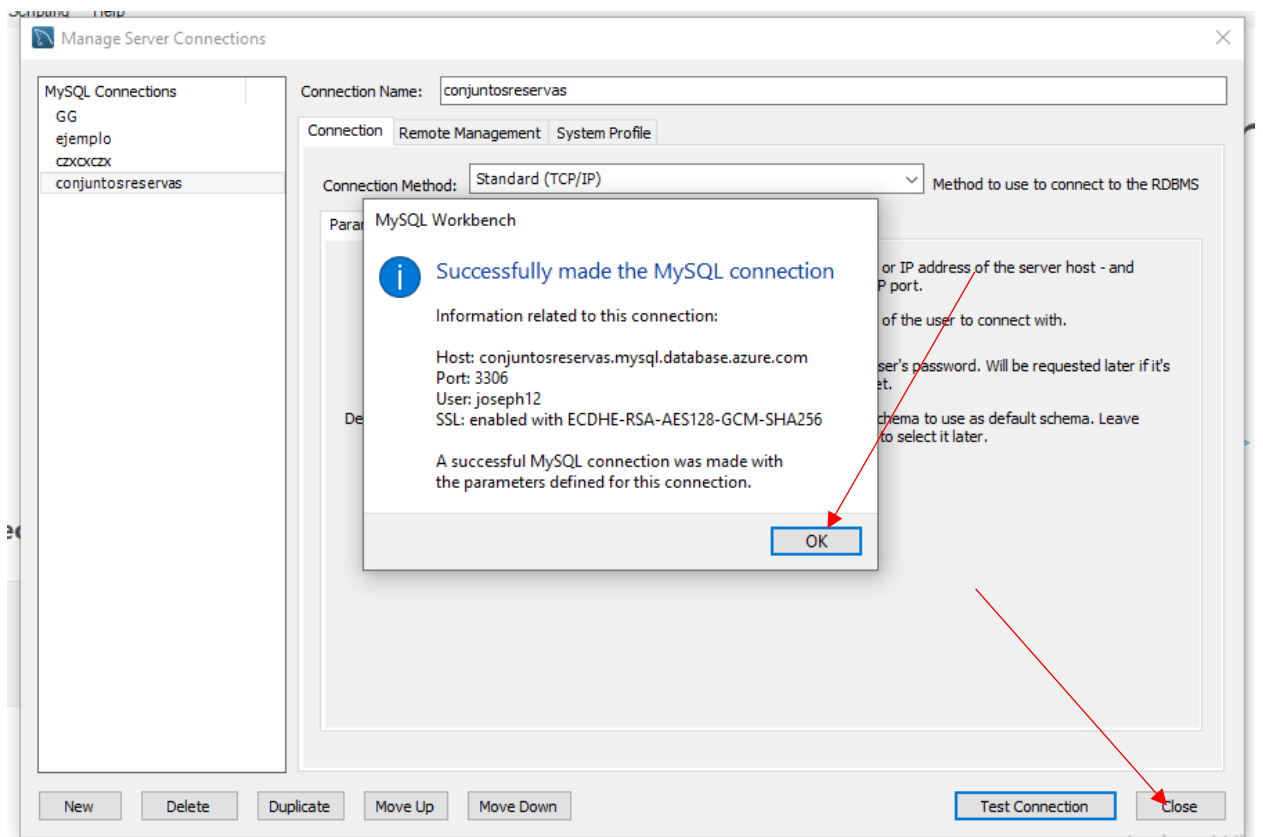 Scripting Help
Manage Server Connections
MySQL Connections
GG
ejemplo
czxcxczx
conjuntosreservas
Connection Name: conjuntosreservas
Connection Remote Management System Profile
Connection Method: Standard (TCP/IP) Method to use to connect to the RDBMS
Para
MySQL Workbench
Successfully made the MySQL connection
Information related to this connection:
Host: conjuntosreservas.mysql.database.azure.com
Port: 3306
User: joseph12
SSL: enabled with ECDHE-RSA-AES128-GCM-SHA256
A successful MySQL connection was made with
the parameters defined for this connection.
OK
or IP address of the server host - and
P port.
of the user to connect with.
ser's password. Will be requested later if it's
et.
De
chema to use as default schema. Leave
to select it later.
New Delete Duplicate Move Up Move Down Test Connection Close